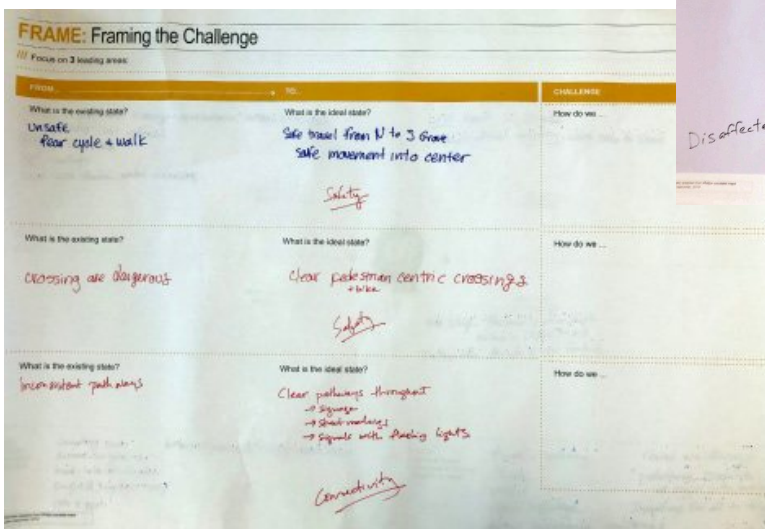 FRAME: Framing the Challenge
/// Focus on 3 leading areas:
FROM... TO... CHALLENGE
What is the existing state? What is the ideal state? How do we ...
Unsafe Safe travel from N to S Grove
fear cycle + walk safe movement into center
Safety
What is the existing state? What is the ideal state? How do we ...
crossing are dangerous clear pedestrian centric crossings
+ bike
Safety
What is the existing state? What is the ideal state? How do we ...
Inconsistent pathways Clear pathways throughout
→ signage
→ street markings
→ signals with flashing lights
Connectivity
Disaffecte